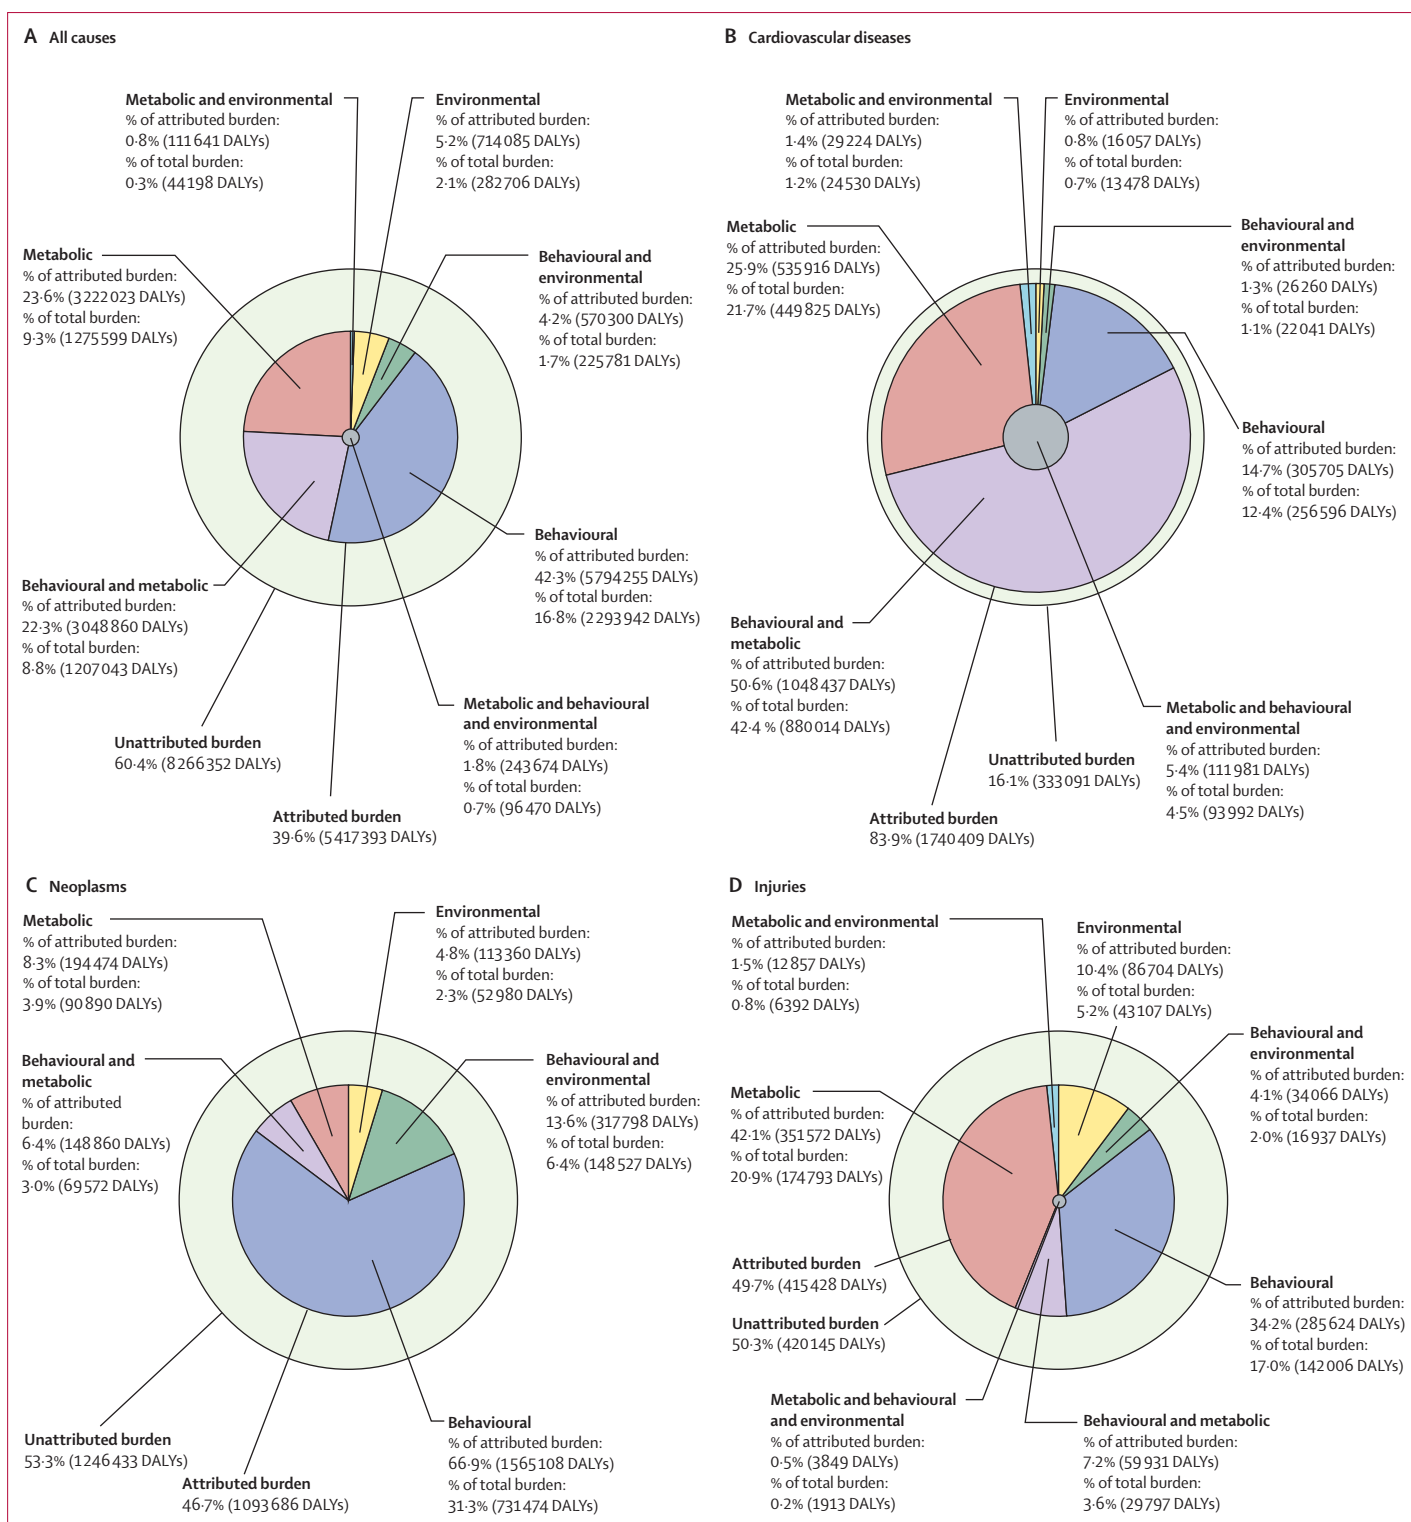 A All causes
Metabolic and environmental
% of attributed burden:
0·8% (111 641 DALYs)
% of total burden:
0·3% (44 198 DALYs)
Environmental
% of attributed burden:
5·2% (714 085 DALYs)
% of total burden:
2·1% (282 706 DALYs)
Metabolic
% of attributed burden:
23·6% (3 222 023 DALYs)
% of total burden:
9·3% (1 275 599 DALYs)
Behavioural and
environmental
% of attributed burden:
4·2% (570 300 DALYs)
% of total burden:
1·7% (225 781 DALYs)
Behavioural
% of attributed burden:
42·3% (5 794 255 DALYs)
% of total burden:
16·8% (2 293 942 DALYs)
Behavioural and metabolic
% of attributed burden:
22·3% (3 048 860 DALYs)
% of total burden:
8·8% (1 207 043 DALYs)
Metabolic and behavioural
and environmental
% of attributed burden:
1·8% (243 674 DALYs)
% of total burden:
0·7% (96 470 DALYs)
Unattributed burden
60·4% (8 266 352 DALYs)
Attributed burden
39·6% (5 417 393 DALYs)
B Cardiovascular diseases
Metabolic and environmental
% of attributed burden:
1·4% (29 224 DALYs)
% of total burden:
1·2% (24 530 DALYs)
Environmental
% of attributed burden:
0·8% (16 057 DALYs)
% of total burden:
0·7% (13 478 DALYs)
Metabolic
% of attributed burden:
25·9% (535 916 DALYs)
% of total burden:
21·7% (449 825 DALYs)
Behavioural and
environmental
% of attributed burden:
1·3% (26 260 DALYs)
% of total burden:
1·1% (22 041 DALYs)
Behavioural
% of attributed burden:
14·7% (305 705 DALYs)
% of total burden:
12·4% (256 596 DALYs)
Behavioural and
metabolic
% of attributed burden:
50·6% (1 048 437 DALYs)
% of total burden:
42·4 % (880 014 DALYs)
Metabolic and behavioural
and environmental
% of attributed burden:
5·4% (111 981 DALYs)
% of total burden:
4·5% (93 992 DALYs)
Unattributed burden
16·1% (333 091 DALYs)
Attributed burden
83·9% (1 740 409 DALYs)
C Neoplasms
Metabolic
% of attributed burden:
8·3% (194 474 DALYs)
% of total burden:
3·9% (90 890 DALYs)
Environmental
% of attributed burden:
4·8% (113 360 DALYs)
% of total burden:
2·3% (52 980 DALYs)
Behavioural and
metabolic
% of attributed
burden:
6·4% (148 860 DALYs)
% of total burden:
3·0% (69 572 DALYs)
Behavioural and
environmental
% of attributed burden:
13·6% (317 798 DALYs)
% of total burden:
6·4% (148 527 DALYs)
Unattributed burden
53·3% (1 246 433 DALYs)
Attributed burden
46·7% (1 093 686 DALYs)
Behavioural
% of attributed burden:
66·9% (1 565 108 DALYs)
% of total burden:
31·3% (731 474 DALYs)
D Injuries
Metabolic and environmental
% of attributed burden:
1·5% (12 857 DALYs)
% of total burden:
0·8% (6392 DALYs)
Environmental
% of attributed burden:
10·4% (86 704 DALYs)
% of total burden:
5·2% (43 107 DALYs)
Behavioural and
environmental
% of attributed burden:
4·1% (34 066 DALYs)
% of total burden:
2·0% (16 937 DALYs)
Metabolic
% of attributed burden:
42·1% (351 572 DALYs)
% of total burden:
20·9% (174 793 DALYs)
Attributed burden
49·7% (415 428 DALYs)
Unattributed burden
50·3% (420 145 DALYs)
Behavioural
% of attributed burden:
34·2% (285 624 DALYs)
% of total burden:
17·0% (142 006 DALYs)
Metabolic and behavioural
and environmental
% of attributed burden:
0·5% (3849 DALYs)
% of total burden:
0·2% (1913 DALYs)
Behavioural and metabolic
% of attributed burden:
7·2% (59 931 DALYs)
% of total burden:
3·6% (29 797 DALYs)